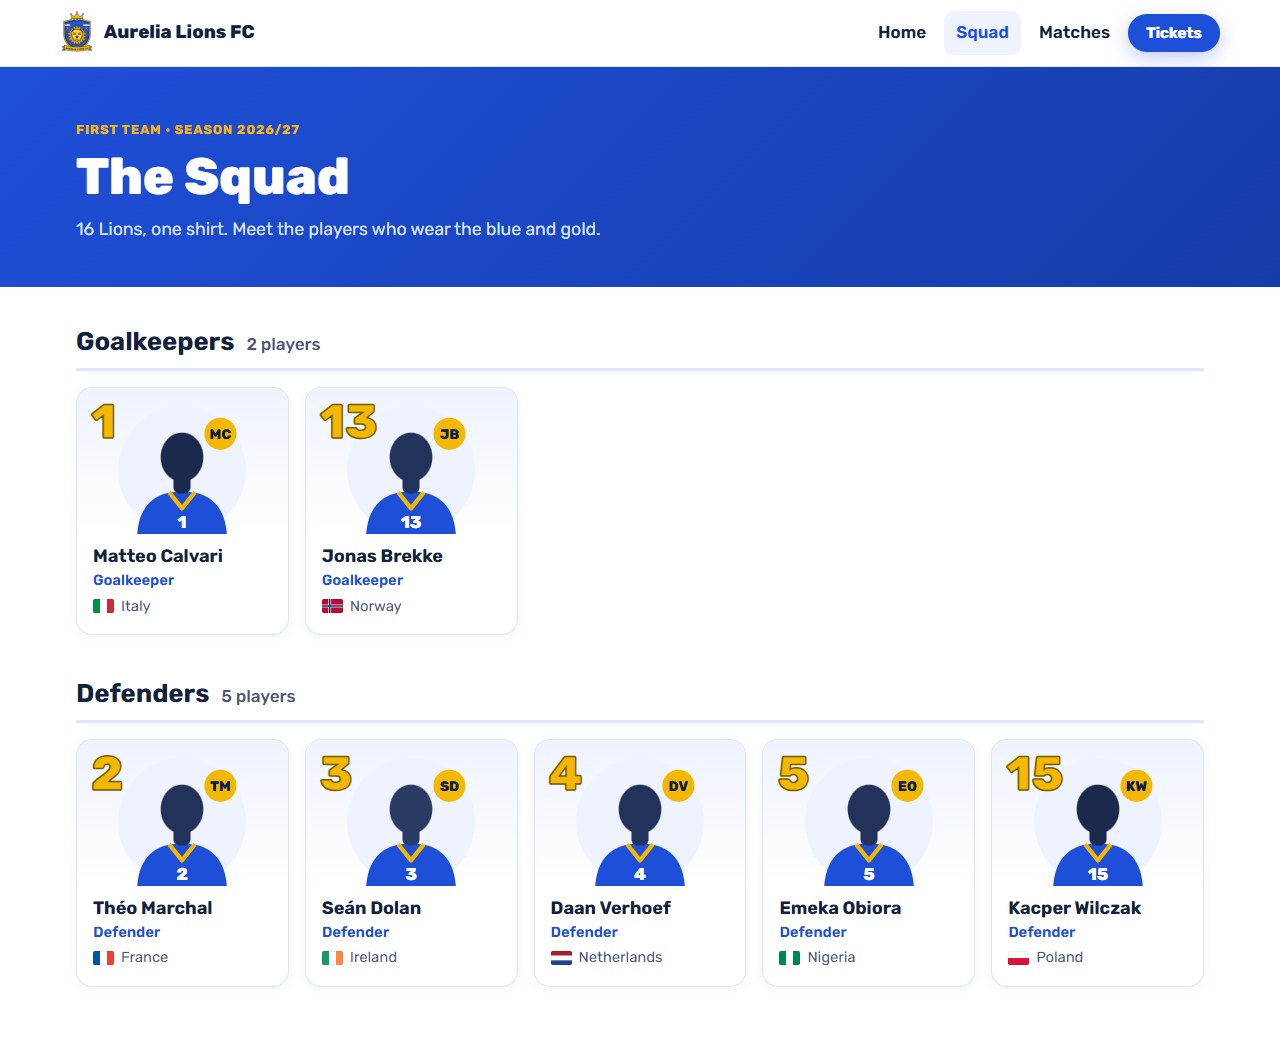 Aurelia Lions FC
Home
Squad
Matches
Tickets
FIRST TEAM • SEASON 2026/27
The Squad
16 Lions, one shirt. Meet the players who wear the blue and gold.
Goalkeepers 2 players
1
MC
1
Matteo Calvari
Goalkeeper
Italy
13
JB
13
Jonas Brekke
Goalkeeper
Norway
Defenders 5 players
2
TM
2
Théo Marchal
Defender
France
3
SD
3
Seán Dolan
Defender
Ireland
4
DV
4
Daan Verhoef
Defender
Netherlands
5
EO
5
Emeka Obiora
Defender
Nigeria
15
KW
15
Kacper Wilczak
Defender
Poland